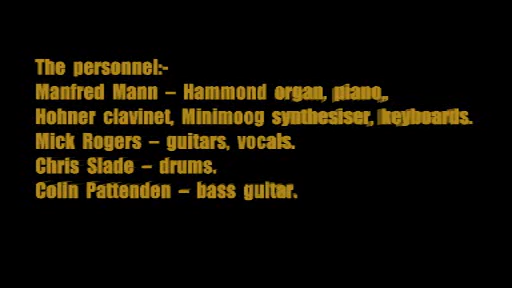 The personnel:-
Manfred Mann – Hammond organ, piano,
Hohner clavinet, Minimoog synthesiser, keyboards.
Mick Rogers – guitars, vocals.
Chris Slade – drums.
Colin Pattenden – bass guitar.